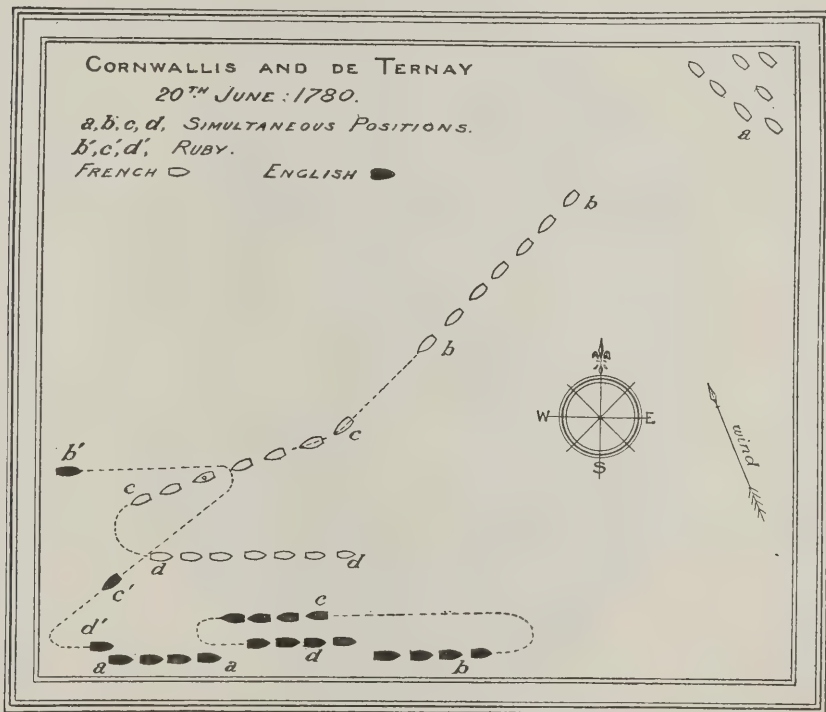 CORNWALLIS AND DE TERNAY
20TH JUNE: 1780.
a, b, c, d, SIMULTANEOUS POSITIONS.
b', c', d', RUBY.
FRENCH ENGLISH
a
b
b
W E
S
wind
c
b'
c
d d
c'
c
d'
a a d b